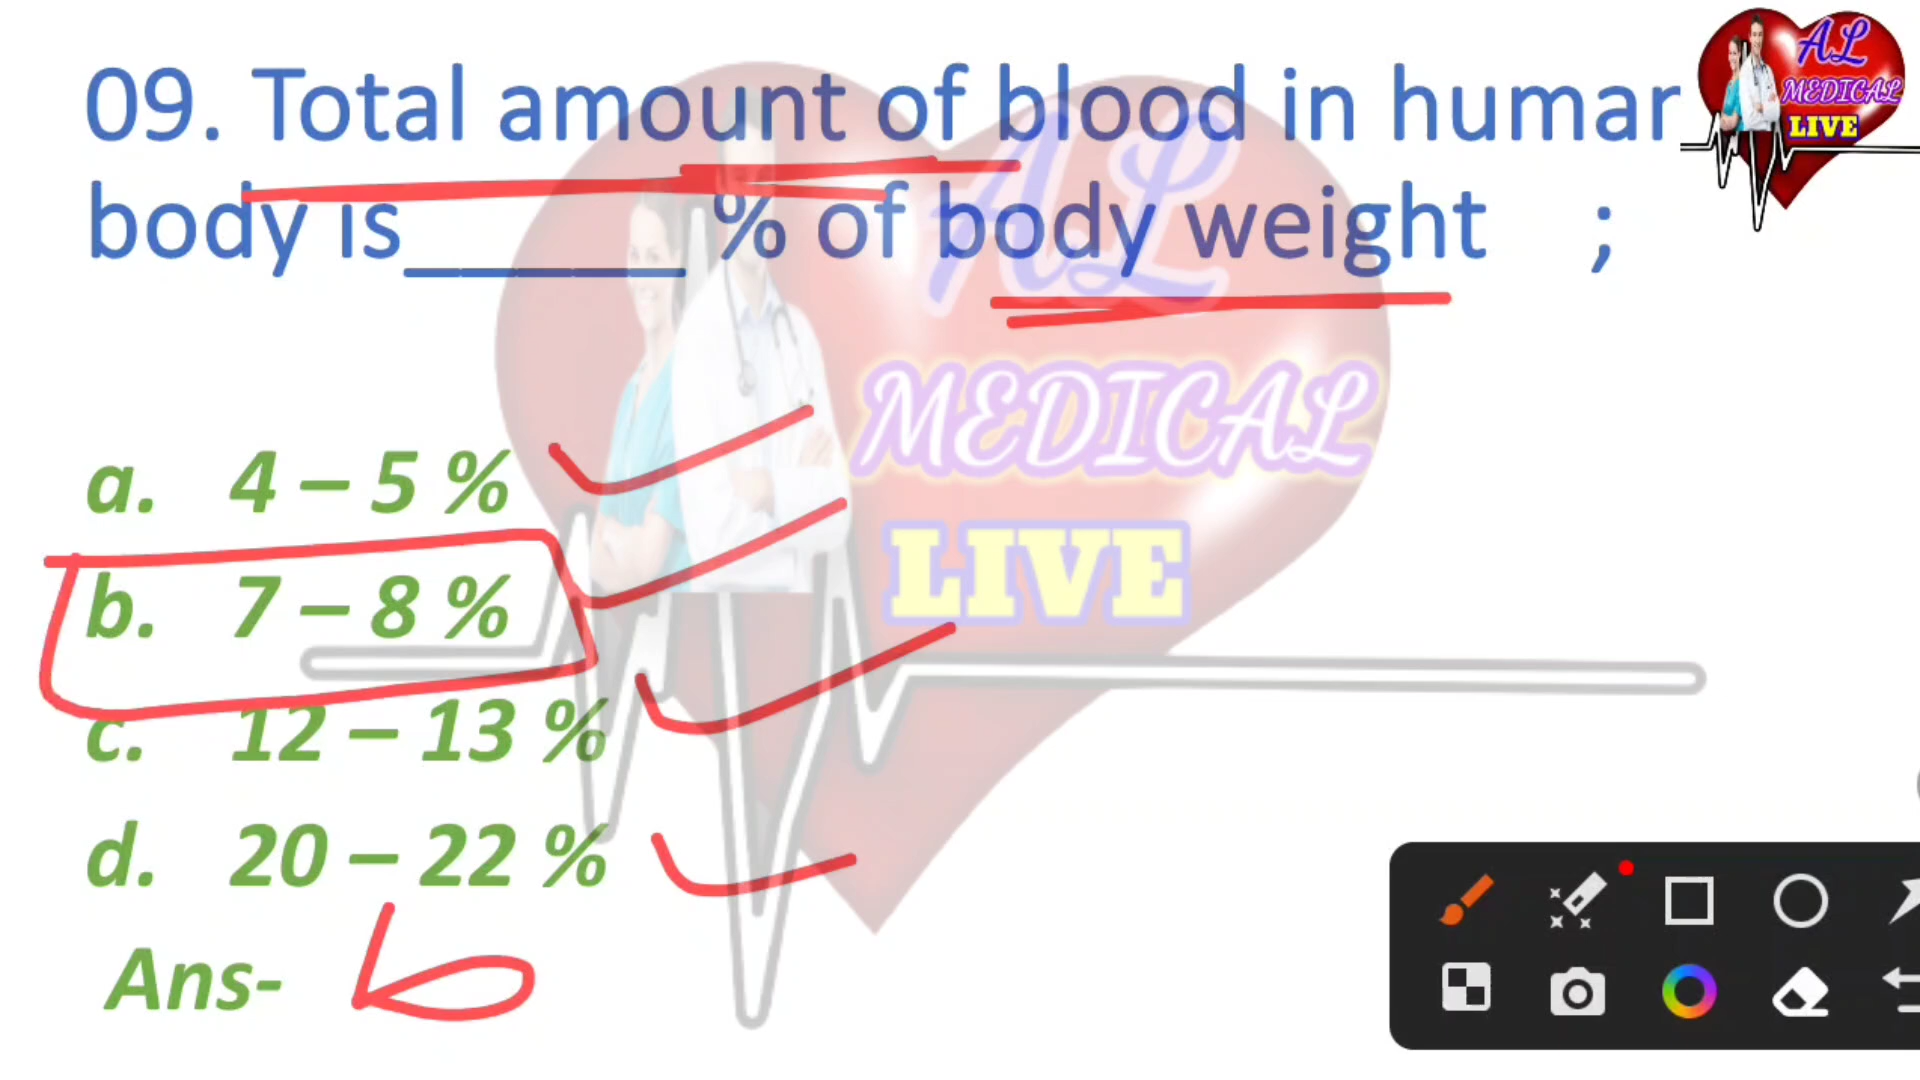 09. Total amount of blood in human
body is______ % of body weight ;
a. 4 – 5 %
b. 7 – 8 %
c. 12 – 13 %
d. 20 – 22 %
Ans- b
AL
MEDICAL
LIVE
AL
MEDICAL
LIVE